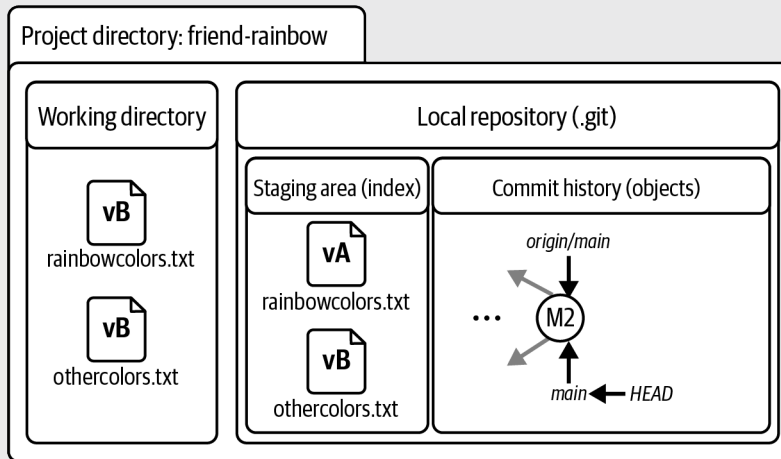 Project directory: friend-rainbow
Working directory
vB
rainbowcolors.txt
vB
othercolors.txt
Local repository (.git)
Staging area (index)
vA
rainbowcolors.txt
vB
othercolors.txt
Commit history (objects)
origin/main
... M2
main HEAD